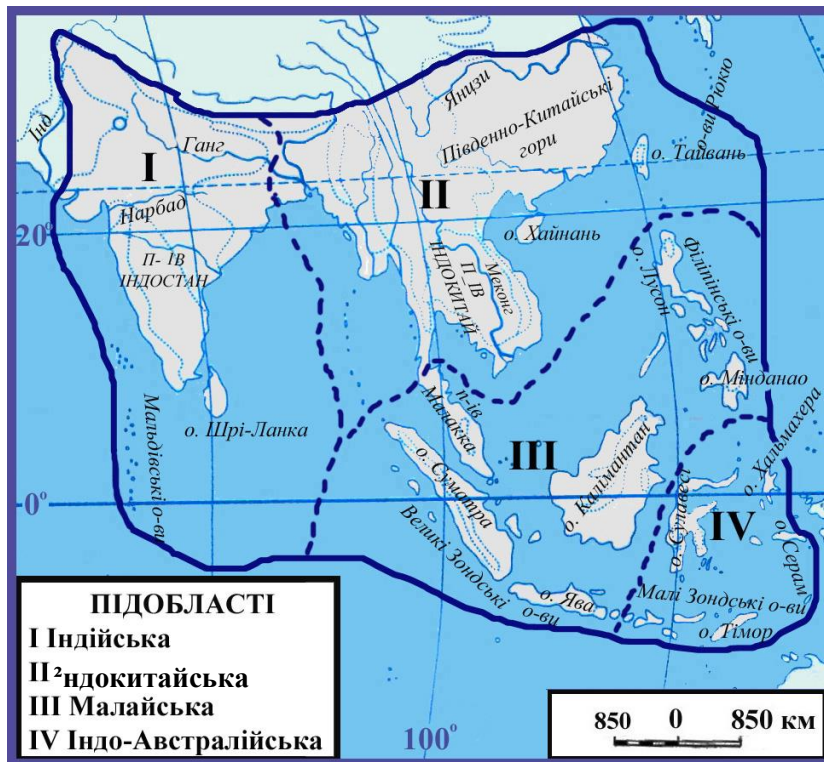 Інд
Ганг
I
Нарбад
20°
П- ІВ
ІНДОСТАН
о. Шрі-Ланка
Мальдівські о-ви
0°
Янцзи
Південно-Китайські
гори
II
о-ви Рюкю
о. Тайвань
о. Хайнань
П_ІВ
ІНДОКИТАЙ
Меконг
о. Лусон
Філіпінські о-ви
о. Мінданао
п-ів
Малакка
III
о. Суматра
о. Калімантан
Великі Зондські
о-ви
о. Ява
о. Хальмахера
о. Сулавесі
IV
о. Серам
Малі Зондські о-ви
о. Тімор
ПІДОБЛАСТІ
I Індійська
II ²ндокитайська
III Малайська
IV Індо-Австралійська
100°
850 0 850 км